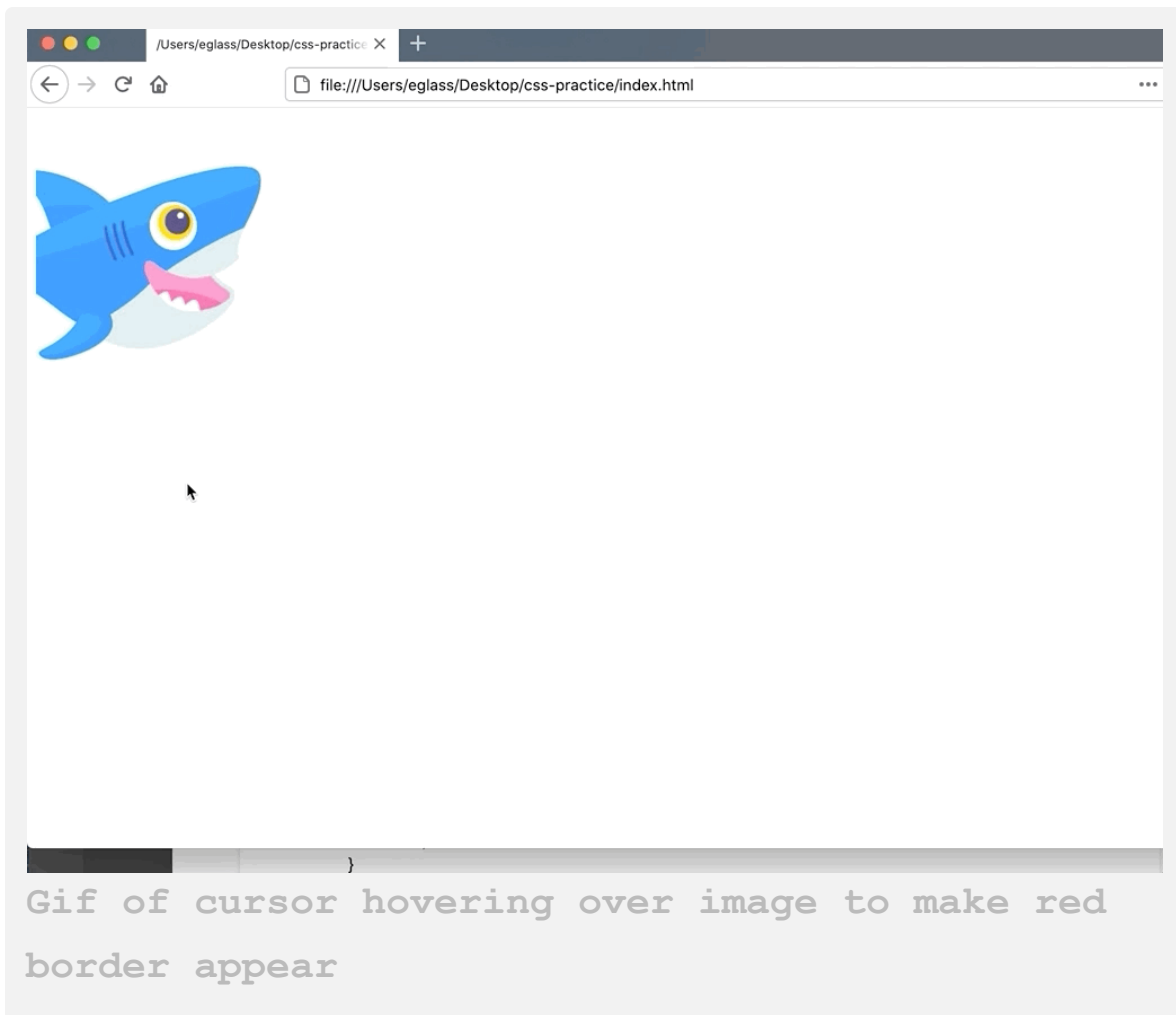 /Users/eglass/Desktop/css-practice
file:///Users/eglass/Desktop/css-practice/index.html
}
Gif of cursor hovering over image to make red
border appear